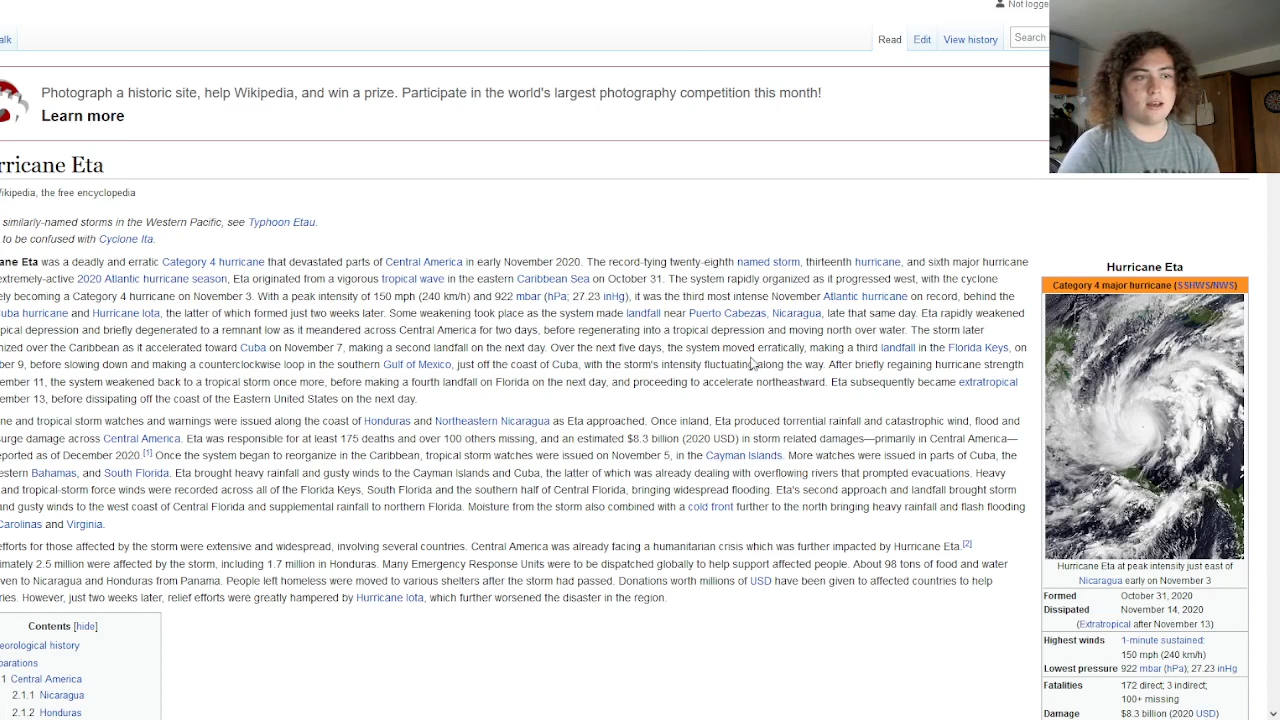 Not logge
alk
Read Edit View history Search
Photograph a historic site, help Wikipedia, and win a prize. Participate in the world's largest photography competition this month!
Learn more
rricane Eta
Vikipedia, the free encyclopedia
similarly-named storms in the Western Pacific, see Typhoon Etau.
to be confused with Cyclone Ita.
ane Eta was a deadly and erratic Category 4 hurricane that devastated parts of Central America in early November 2020. The record-tying twenty-eighth named storm, thirteenth hurricane, and sixth major hurricane
extremely-active 2020 Atlantic hurricane season, Eta originated from a vigorous tropical wave in the eastern Caribbean Sea on October 31. The system rapidly organized as it progressed west, with the cyclone
ely becoming a Category 4 hurricane on November 3. With a peak intensity of 150 mph (240 km/h) and 922 mbar (hPa; 27.23 inHg), it was the third most intense November Atlantic hurricane on record, behind the
uba hurricane and Hurricane Iota, the latter of which formed just two weeks later. Some weakening took place as the system made landfall near Puerto Cabezas, Nicaragua, late that same day. Eta rapidly weakened
pical depression and briefly degenerated to a remnant low as it meandered across Central America for two days, before regenerating into a tropical depression and moving north over water. The storm later
nized over the Caribbean as it accelerated toward Cuba on November 7, making a second landfall on the next day. Over the next five days, the system moved erratically, making a third landfall in the Florida Keys, on
ber 9, before slowing down and making a counterclockwise loop in the southern Gulf of Mexico, just off the coast of Cuba, with the storm's intensity fluctuating along the way. After briefly regaining hurricane strength
ember 11, the system weakened back to a tropical storm once more, before making a fourth landfall on Florida on the next day, and proceeding to accelerate northeastward. Eta subsequently became extratropical
ember 13, before dissipating off the coast of the Eastern United States on the next day.
ne and tropical storm watches and warnings were issued along the coast of Honduras and Northeastern Nicaragua as Eta approached. Once inland, Eta produced torrential rainfall and catastrophic wind, flood and
surge damage across Central America. Eta was responsible for at least 175 deaths and over 100 others missing, and an estimated $8.3 billion (2020 USD) in storm related damages—primarily in Central America—
ported as of December 2020 [1] Once the system began to reorganize in the Caribbean, tropical storm watches were issued on November 5, in the Cayman Islands. More watches were issued in parts of Cuba, the
estern Bahamas, and South Florida. Eta brought heavy rainfall and gusty winds to the Cayman Islands and Cuba, the latter of which was already dealing with overflowing rivers that prompted evacuations. Heavy
and tropical-storm force winds were recorded across all of the Florida Keys, South Florida and the southern half of Central Florida, bringing widespread flooding. Eta's second approach and landfall brought storm
and gusty winds to the west coast of Central Florida and supplemental rainfall to northern Florida. Moisture from the storm also combined with a cold front further to the north bringing heavy rainfall and flash flooding
Carolinas and Virginia.
efforts for those affected by the storm were extensive and widespread, involving several countries. Central America was already facing a humanitarian crisis which was further impacted by Hurricane Eta.[2]
imately 2.5 million were affected by the storm, including 1.7 million in Honduras. Many Emergency Response Units were to be dispatched globally to help support affected people. About 98 tons of food and water
ven to Nicaragua and Honduras from Panama. People left homeless were moved to various shelters after the storm had passed. Donations worth millions of USD have been given to affected countries to help
ries. However, just two weeks later, relief efforts were greatly hampered by Hurricane Iota, which further worsened the disaster in the region.
Contents [hide]
eorological history
parations
1 Central America
2.1.1 Nicaragua
2.1.2 Honduras
Hurricane Eta
Category 4 major hurricane (SSHWS/NWS)
Hurricane Eta at peak intensity just east of
Nicaragua early on November 3
Formed October 31, 2020
Dissipated November 14, 2020
(Extratropical after November 13)
Highest winds 1-minute sustained:
150 mph (240 km/h)
Lowest pressure 922 mbar (hPa); 27.23 inHg
Fatalities 172 direct; 3 indirect;
100+ missing
Damage $8.3 billion (2020 USD)